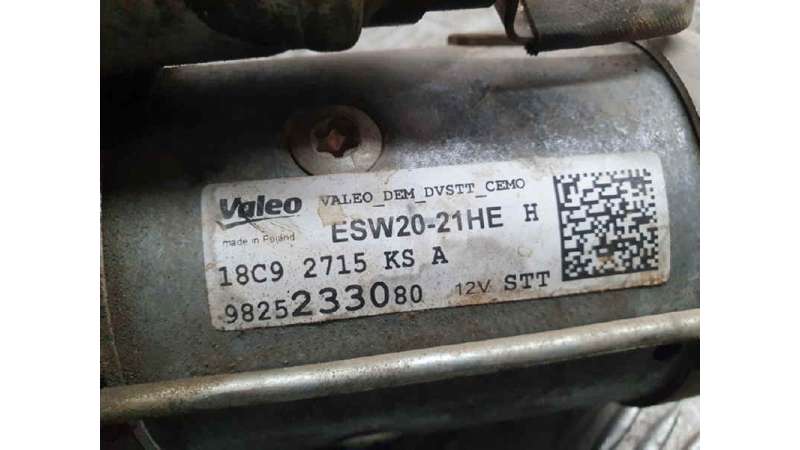 Valeo VALEO_DEM_DVSTT_CEMO
made in Poland ESW20-21HE H
18C9 2715 KS A
9825233080 12V STT